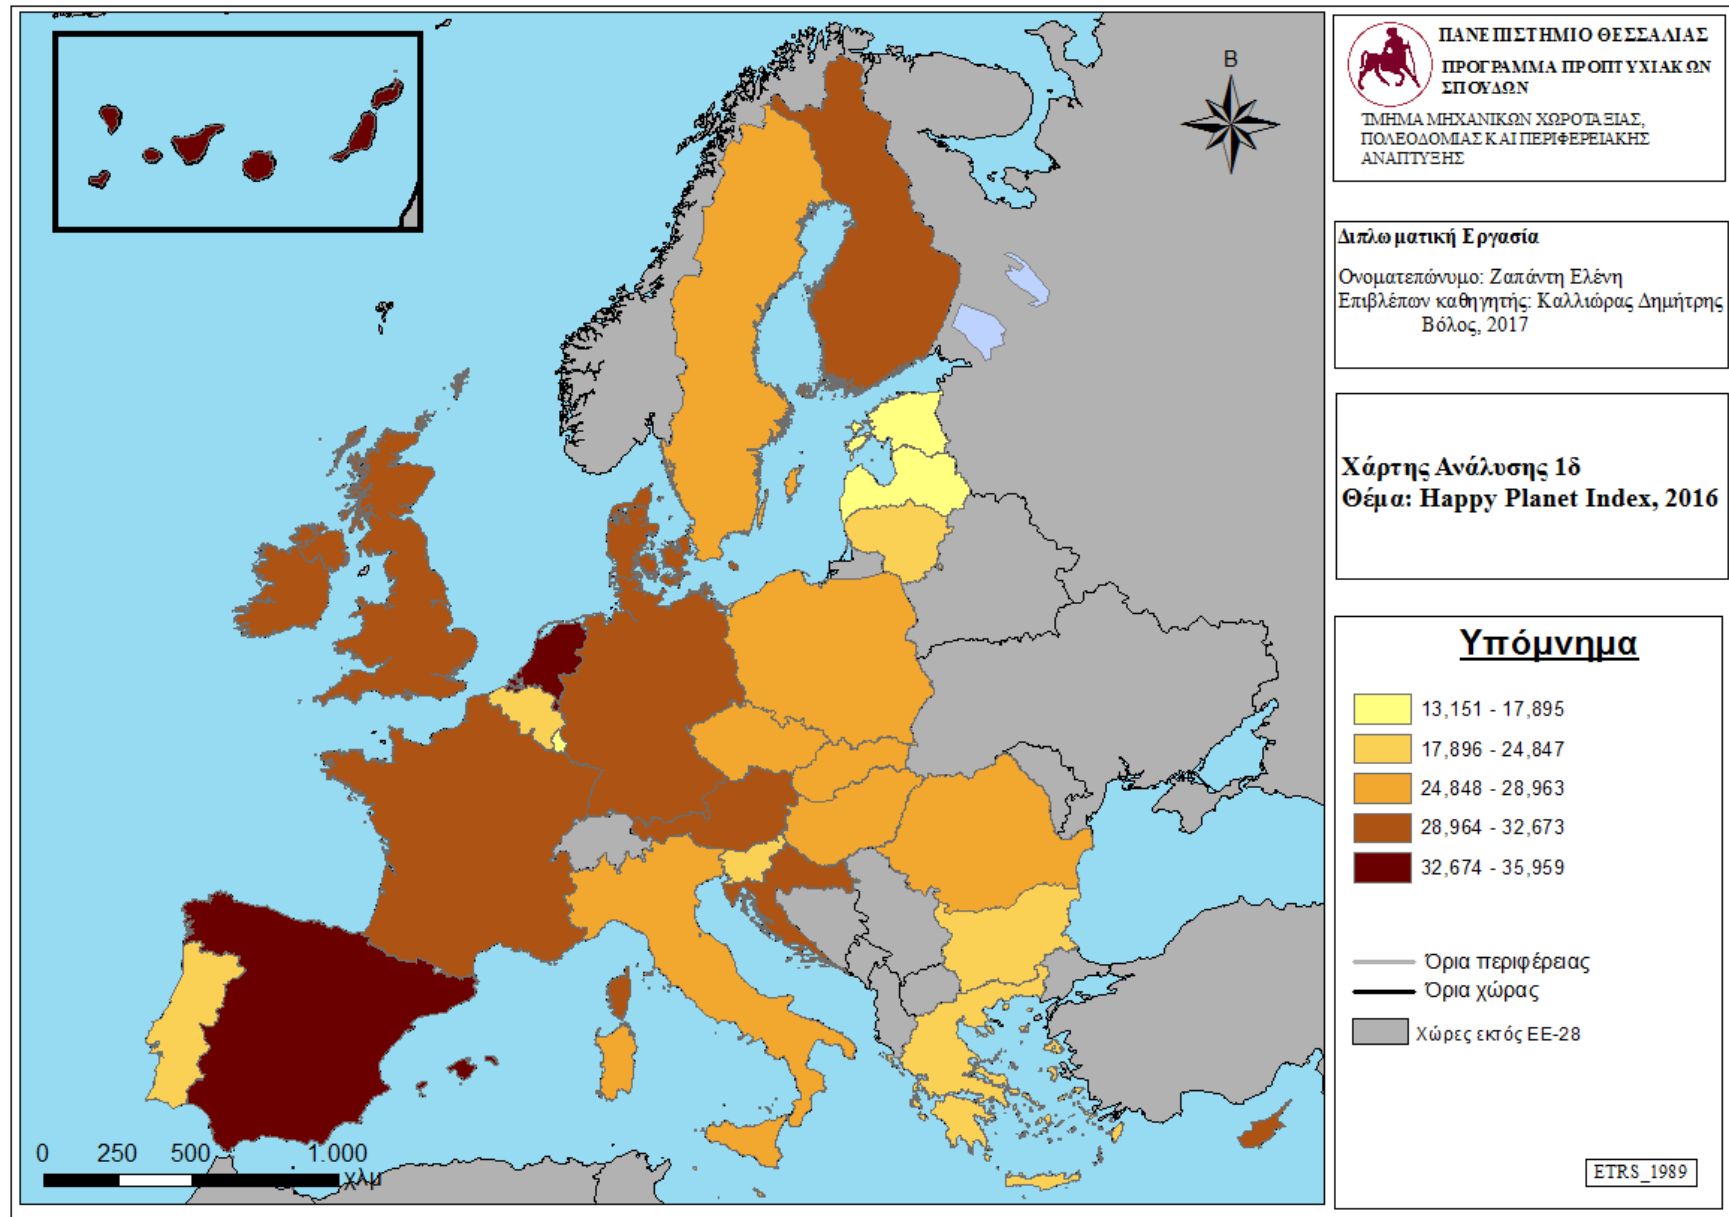 ΠΑΝΕΠΙΣΤΗΜΙΟ ΘΕΣΣΑΛΙΑΣ
ΠΡΟΓΡΑΜΜΑ ΠΡΟΠΤΥΧΙΑΚΩΝ
ΣΠΟΥΔΩΝ
ΤΜΗΜΑ ΜΗΧΑΝΙΚΩΝ ΧΩΡΟΤΑΞΙΑΣ,
ΠΟΛΕΟΔΟΜΙΑΣ ΚΑΙ ΠΕΡΙΦΕΡΕΙΑΚΗΣ
ΑΝΑΠΤΥΞΗΣ
Β
Διπλωματική Εργασία
Ονοματεπώνυμο: Ζαπάντη Ελένη
Επιβλέπων καθηγητής: Καλλιώρας Δημήτρης
Βόλος, 2017
Χάρτης Ανάλυσης 1δ
Θέμα: Happy Planet Index, 2016
Υπόμνημα
13,151 - 17,895
17,896 - 24,847
24,848 - 28,963
28,964 - 32,673
32,674 - 35,959
Όρια περιφέρειας
Όρια χώρας
Χώρες εκτός ΕΕ-28
0 250 500 1.000
χλμ
ETRS_1989